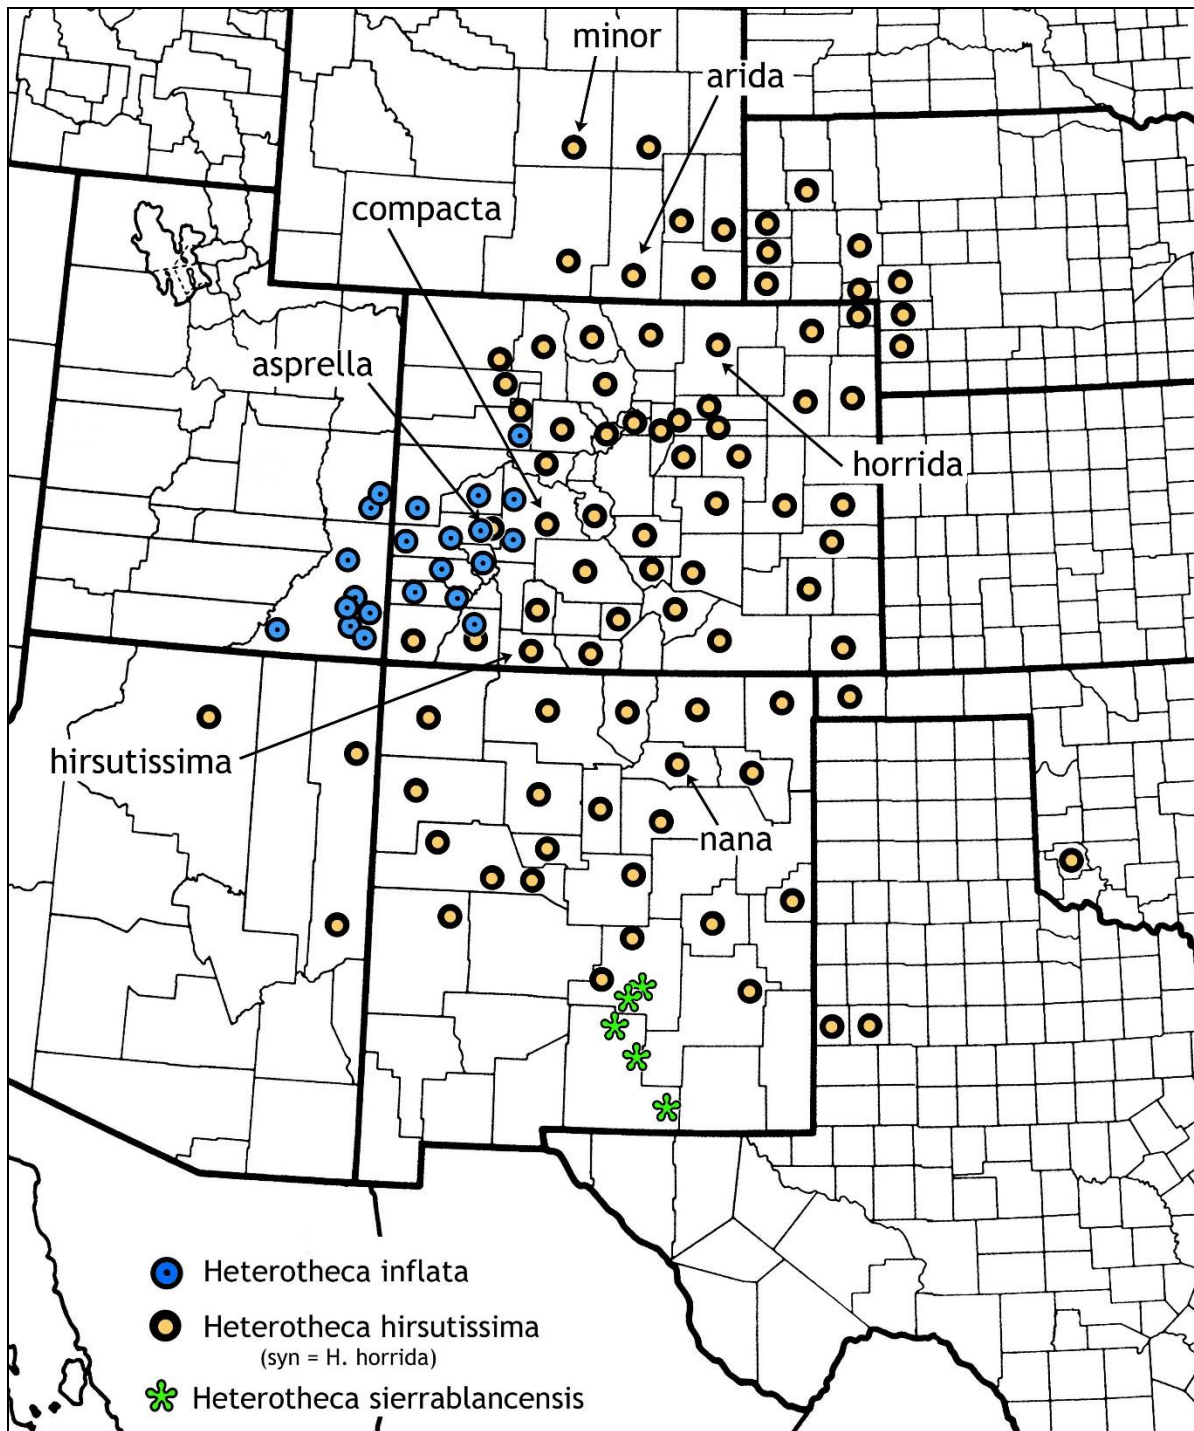 minor
arida
compacta
asprella
horrida
hirsutissima
nana
Heterotheca inflata
Heterotheca hirsutissima
(syn = H. horrida)
Heterotheca sierrablancensis